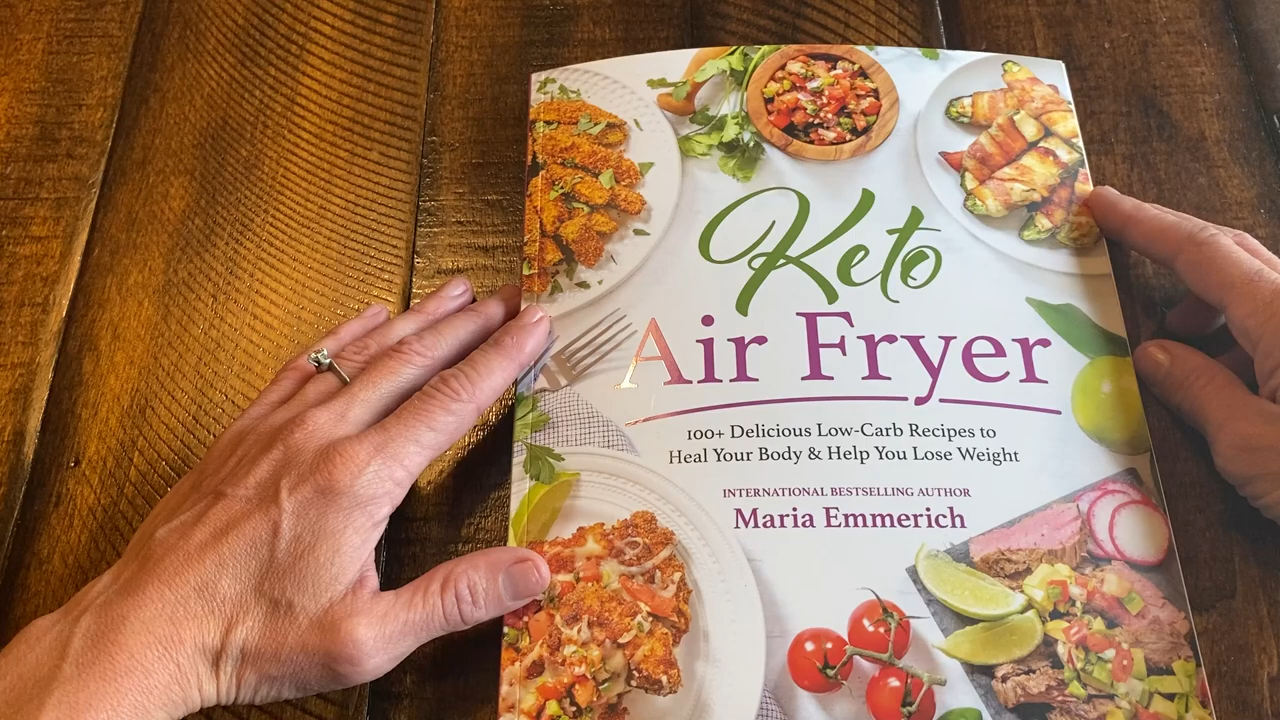 Keto
Air Fryer
100+ Delicious Low-Carb Recipes to
Heal Your Body & Help You Lose Weight
INTERNATIONAL BESTSELLING AUTHOR
Maria Emmerich